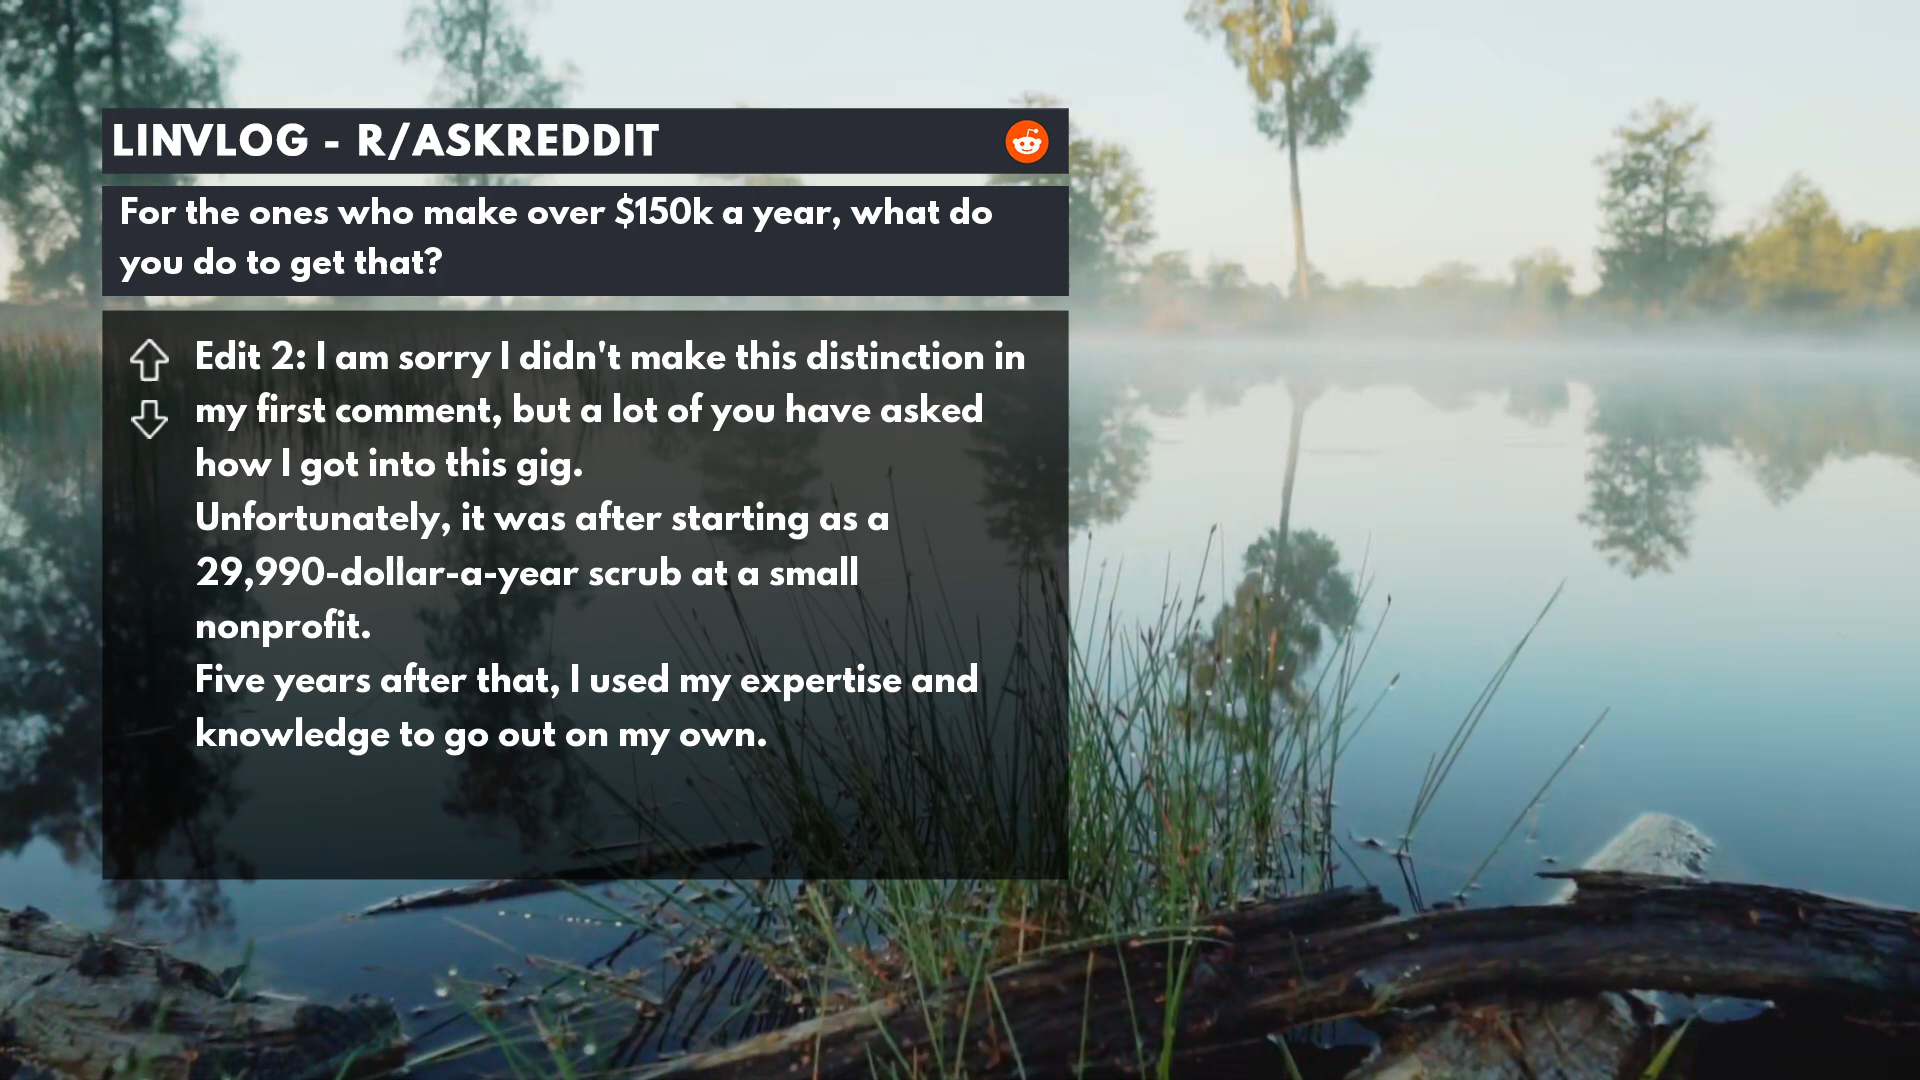 LINVLOG - R/ASKREDDIT
For the ones who make over $150k a year, what do
you do to get that?
Edit 2: I am sorry I didn't make this distinction in
my first comment, but a lot of you have asked
how I got into this gig.
Unfortunately, it was after starting as a
29,990-dollar-a-year scrub at a small
nonprofit.
Five years after that, I used my expertise and
knowledge to go out on my own.